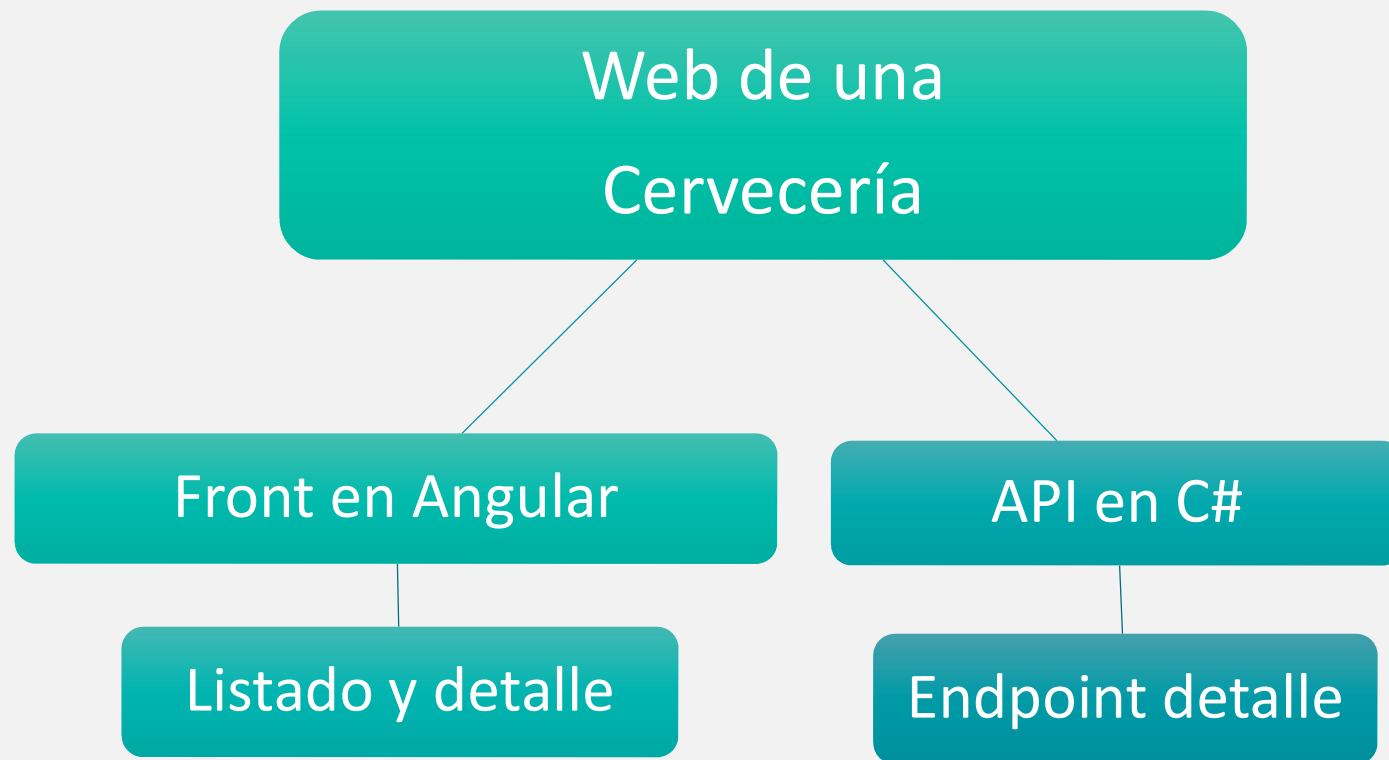 Web de una
Cervecería
Front en Angular
API en C#
Listado y detalle
Endpoint detalle